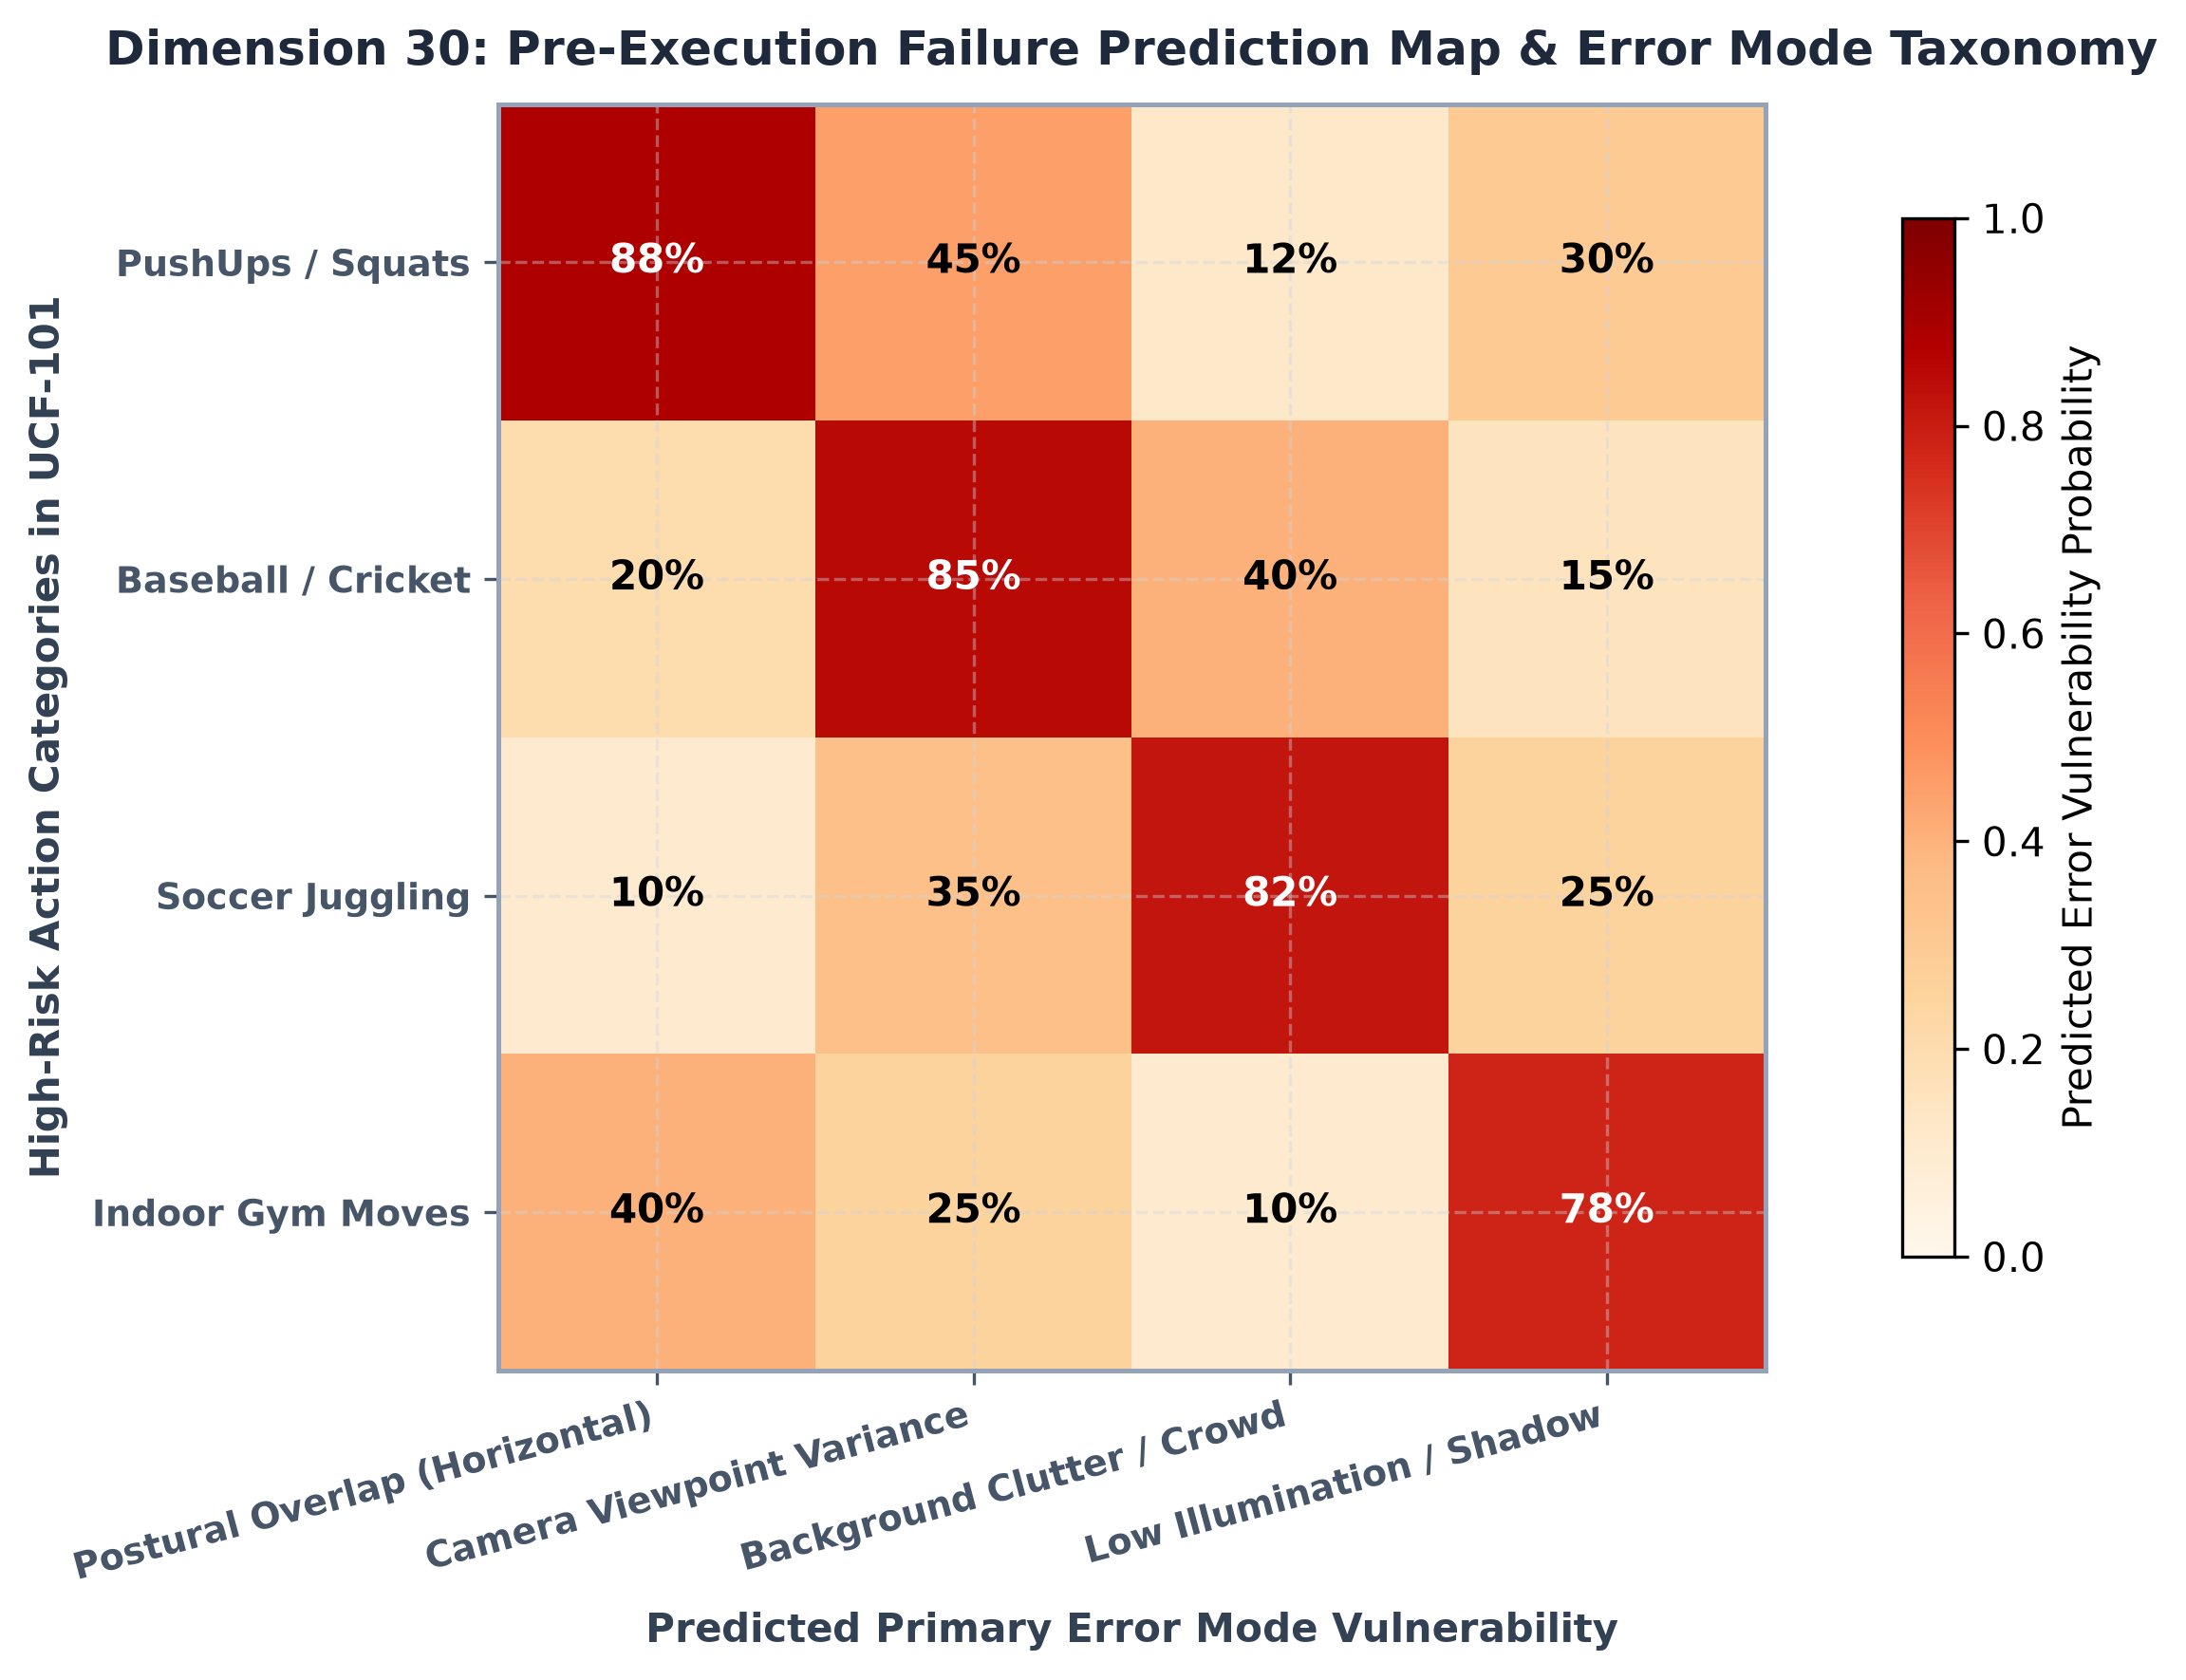 Dimension 30: Pre-Execution Failure Prediction Map & Error Mode Taxonomy
High-Risk Action Categories in UCF-101
PushUps / Squats
88%
45%
12%
30%
Baseball / Cricket
20%
85%
40%
15%
Soccer Juggling
10%
35%
82%
25%
Indoor Gym Moves
40%
25%
10%
78%
Postural Overlap (Horizontal)
Camera Viewpoint Variance
Background Clutter / Crowd
Low Illumination / Shadow
Predicted Primary Error Mode Vulnerability
1.0
0.8
0.6
0.4
0.2
0.0
Predicted Error Vulnerability Probability